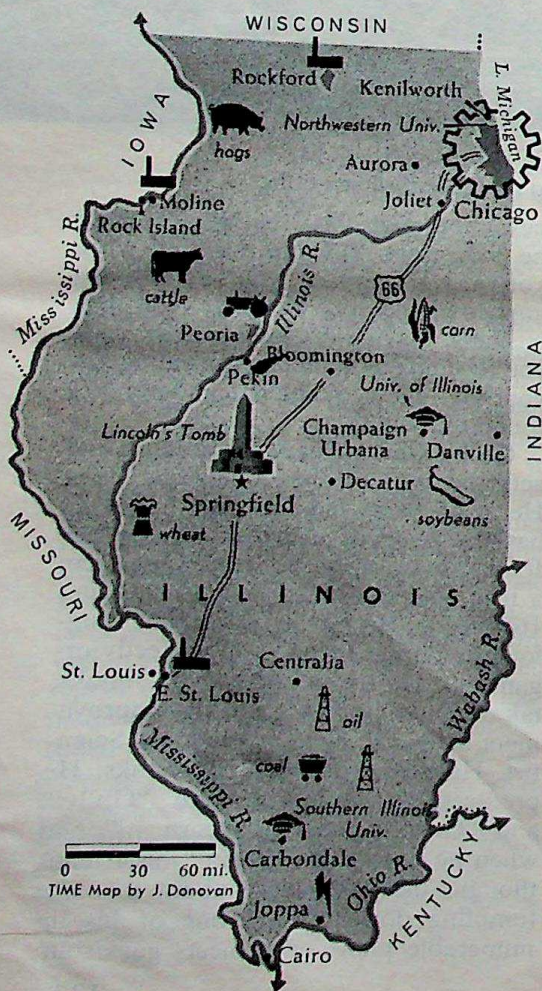 WISCONSIN
Rockford
Kenilworth
L. Michigan
IOWA
hogs
Northwestern Univ.
Aurora
Moline
Joliet
Chicago
Rock Island
Mississippi R.
cattle
Illinois R.
66
corn
Peoria
Bloomington
Pekin
Univ. of Illinois
INDIANA
Lincoln's Tomb
Champaign
Urbana
Danville
Decatur
Springfield
soybeans
wheat
MISSOURI
ILLINOIS
St. Louis
E. St. Louis
Centralia
Wabash R.
oil
Mississippi R.
coal
Southern Illinois
Univ.
Carbondale
0 30 60 mi.
TIME Map by J. Donovan
Ohio R.
KENTUCKY
Joppa
Cairo